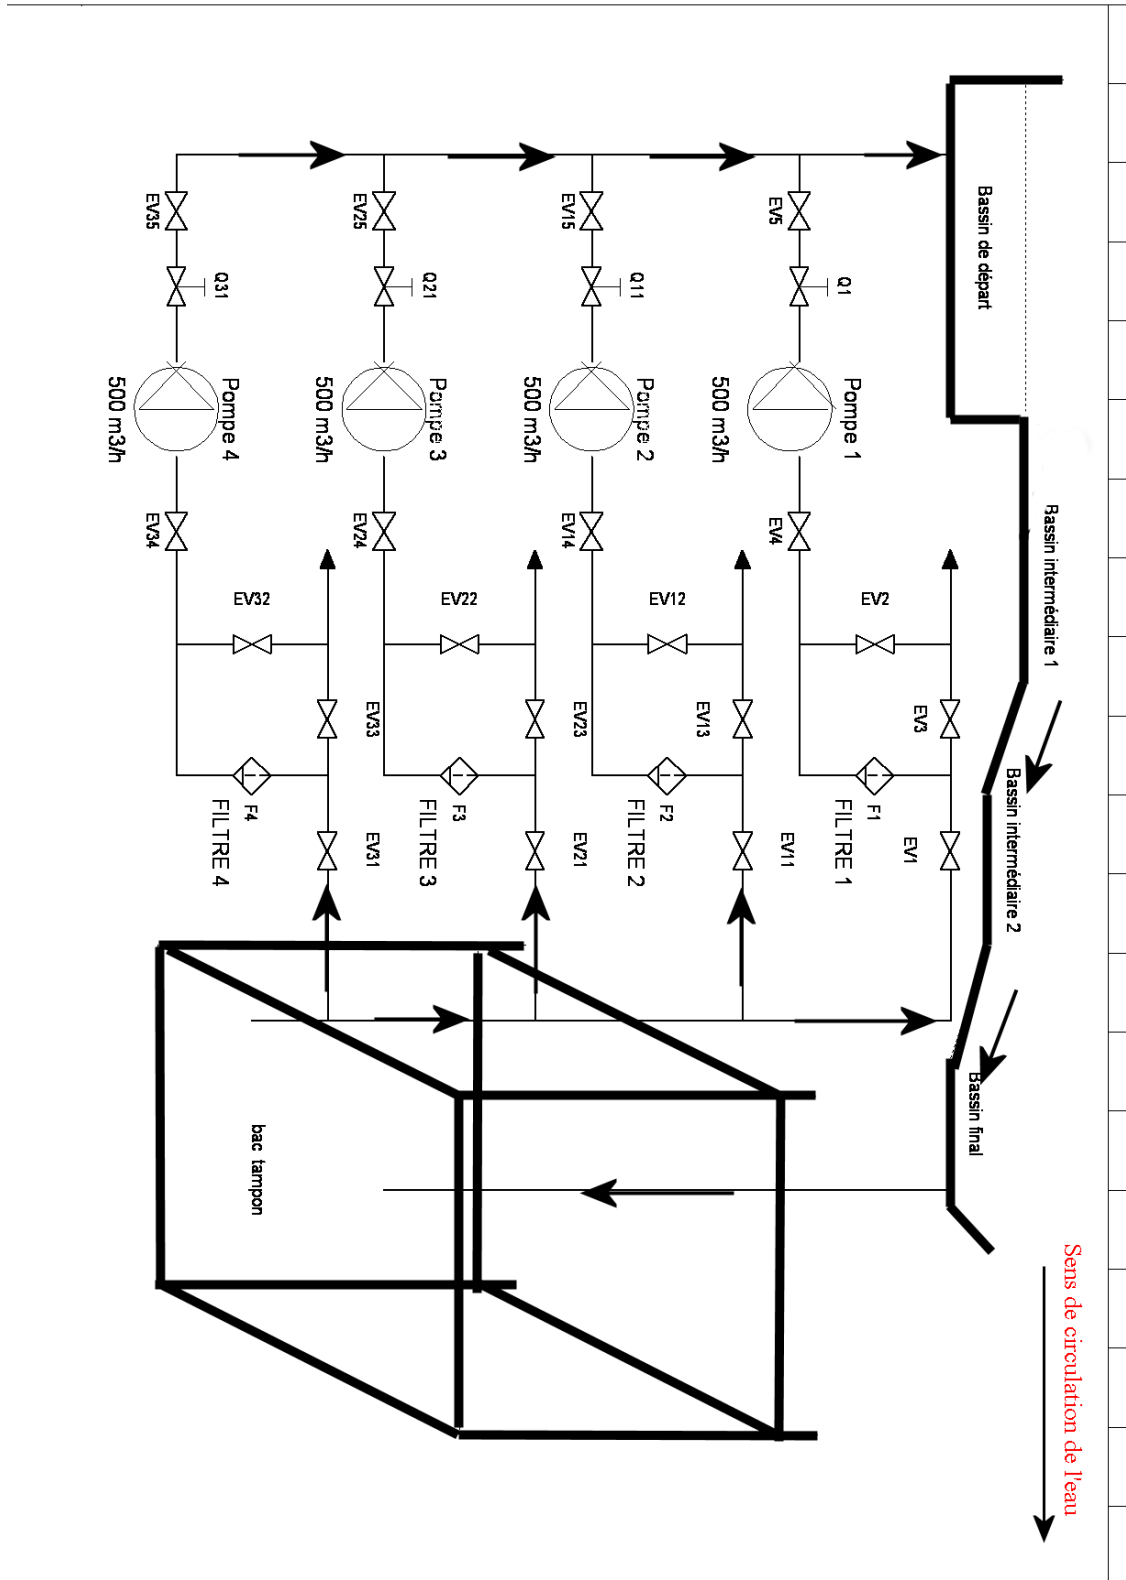 Sens de circulation de l'eau
Bassin de départ
Bassin intermédiaire 1
Bassin intermédiaire 2
Bassin final
EV35
EV25
EV15
EV5
Q31
Q21
Q11
Q1
Pompe 4
500 m3/h
Pompe 3
500 m3/h
Pompe 2
500 m3/h
Pompe 1
500 m3/h
EV34
EV24
EV14
EV4
EV32
EV22
EV12
EV2
EV33
EV23
EV13
EV3
F4
FILTRE 4
F3
FILTRE 3
F2
FILTRE 2
F1
FILTRE 1
EV31
EV21
EV11
EV1
bac tampon